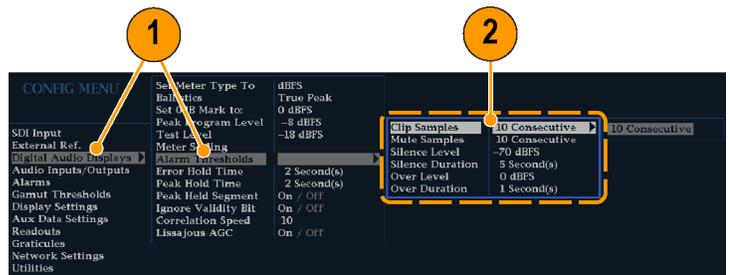 1
2
CONFIG MENU
SDI Input
External Ref.
Digital Audio Displays
Audio Inputs/Outputs
Alarms
Gamut Thresholds
Display Settings
Aux Data Settings
Readouts
Graticules
Network Settings
Utilities
Set Meter Type To dBFS
Ballistics True Peak
Set 0dB Mark to: 0 dBFS
Peak Program Level -8 dBFS
Test Level -18 dBFS
Meter Scaling
Alarm Thresholds
Error Hold Time 2 Second(s)
Peak Hold Time 2 Second(s)
Peak Held Segment On / Off
Ignore Validity Bit On / Off
Correlation Speed 10
Lissajous AGC On / Off
Clip Samples 10 Consecutive
Mute Samples 10 Consecutive
Silence Level -70 dBFS
Silence Duration 5 Second(s)
Over Level 0 dBFS
Over Duration 1 Second(s)
10 Consecutive